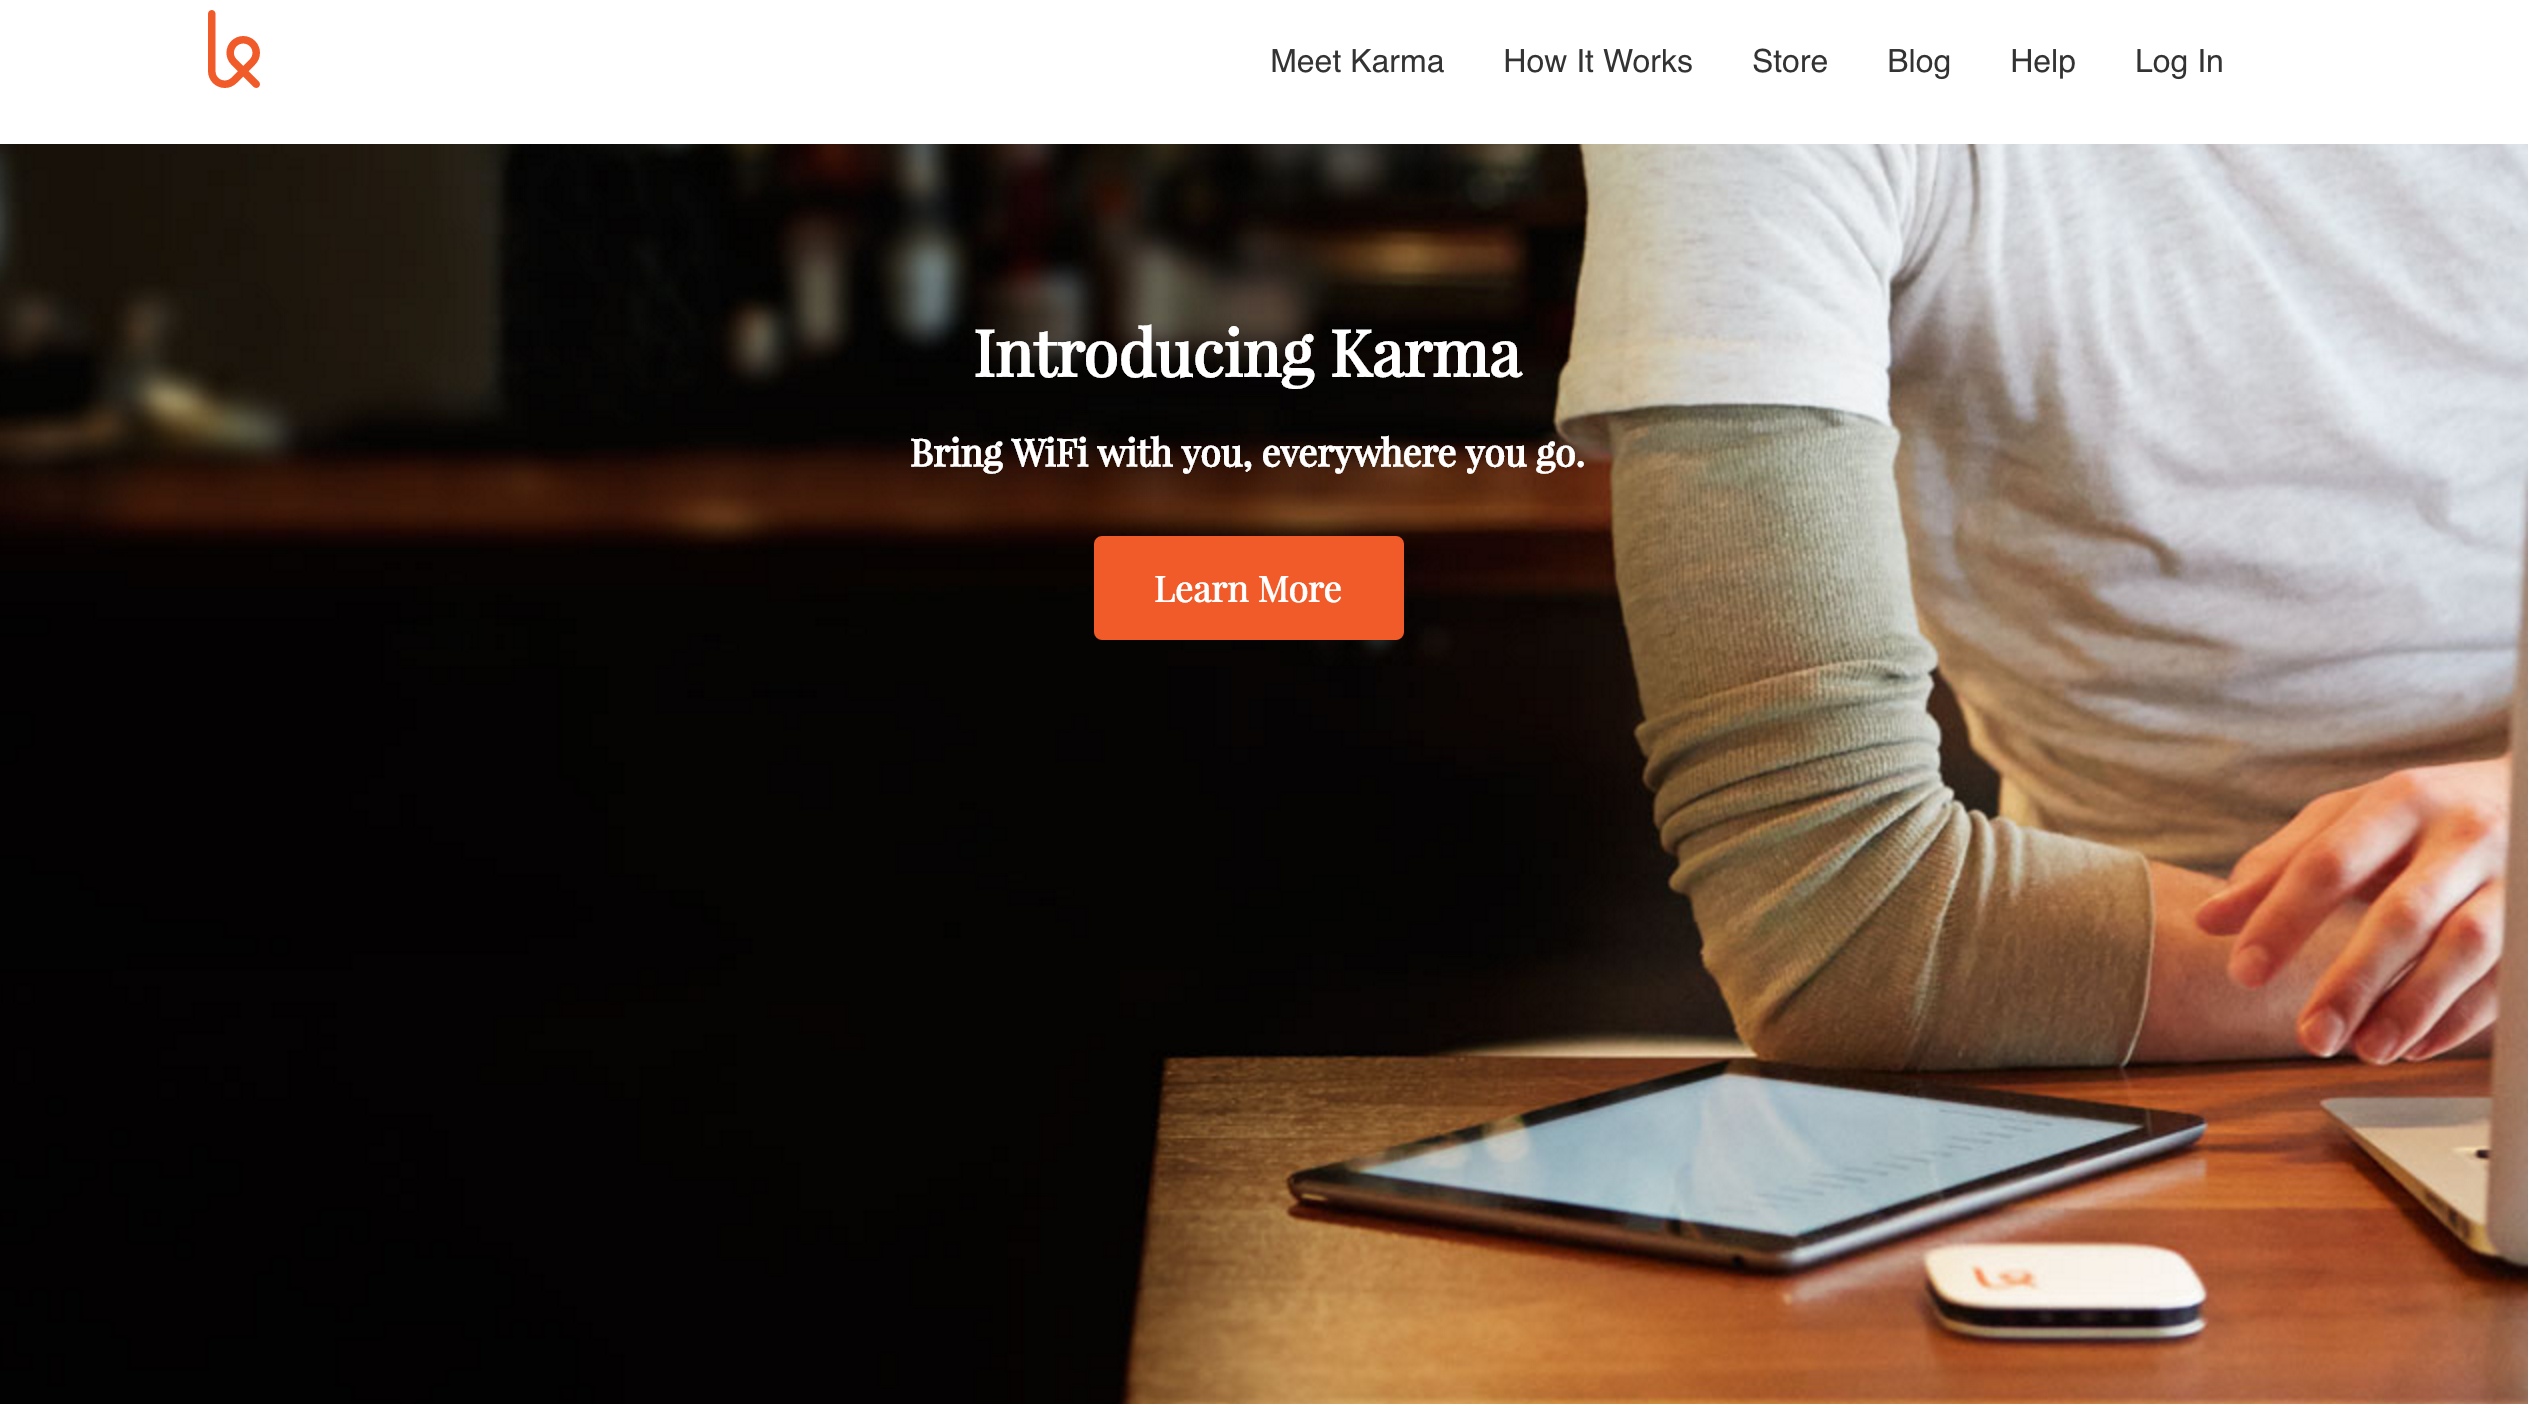 Meet Karma How It Works Store Blog Help Log In
Introducing Karma
Bring WiFi with you, everywhere you go.
Learn More